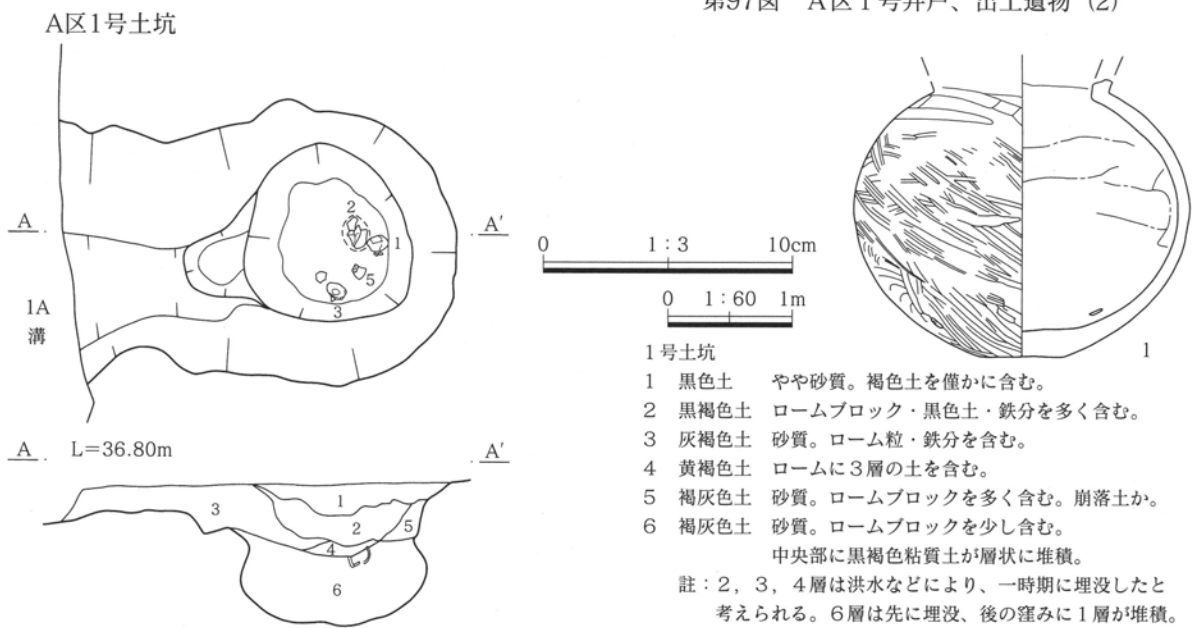 第97図　A区1号井戸、出土遺物（2）
A区1号土坑
A
A′
2
1
5
3
1A
溝
0　1：3　10cm
0　1：60　1m
1
A　L=36.80m　A′
1
2
3
4
5
6
1号土坑
1　黒色土　やや砂質。褐色土を僅かに含む。
2　黒褐色土　ロームブロック・黒色土・鉄分を多く含む。
3　灰褐色土　砂質。ローム粒・鉄分を含む。
4　黄褐色土　ロームに3層の土を含む。
5　褐灰色土　砂質。ロームブロックを多く含む。崩落土か。
6　褐灰色土　砂質。ロームブロックを少し含む。
中央部に黒褐色粘質土が層状に堆積。
註：2，3，4層は洪水などにより、一時期に埋没したと
考えられる。6層は先に埋没、後の窪みに1層が堆積。